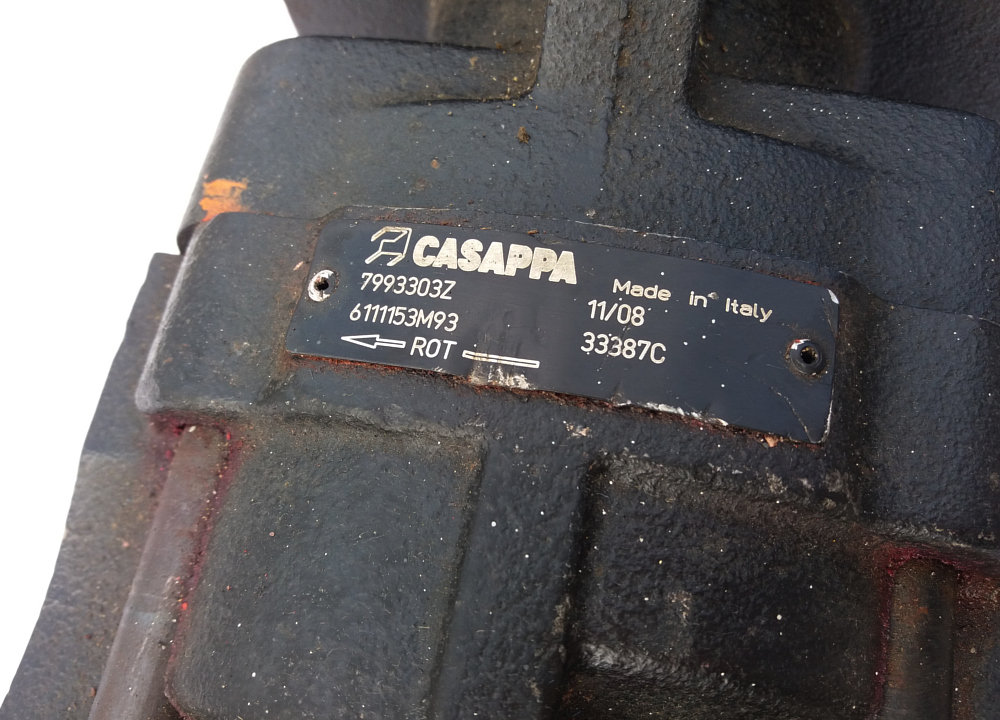 CASAPPA
Made in Italy
7993303Z
11/08
6111153M93
33387C
ROT